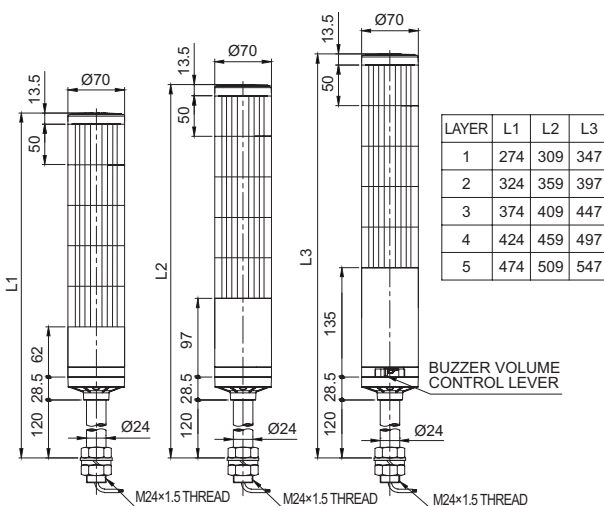 13.5
Ø70
50
L1
62
28.5
120
Ø24
M24×1.5 THREAD
13.5
Ø70
50
L2
97
28.5
120
Ø24
M24×1.5 THREAD
13.5
Ø70
50
L3
135
28.5
120
Ø24
M24×1.5 THREAD
BUZZER VOLUME
CONTROL LEVER
LAYER L1 L2 L3
1 274 309 347
2 324 359 397
3 374 409 447
4 424 459 497
5 474 509 547